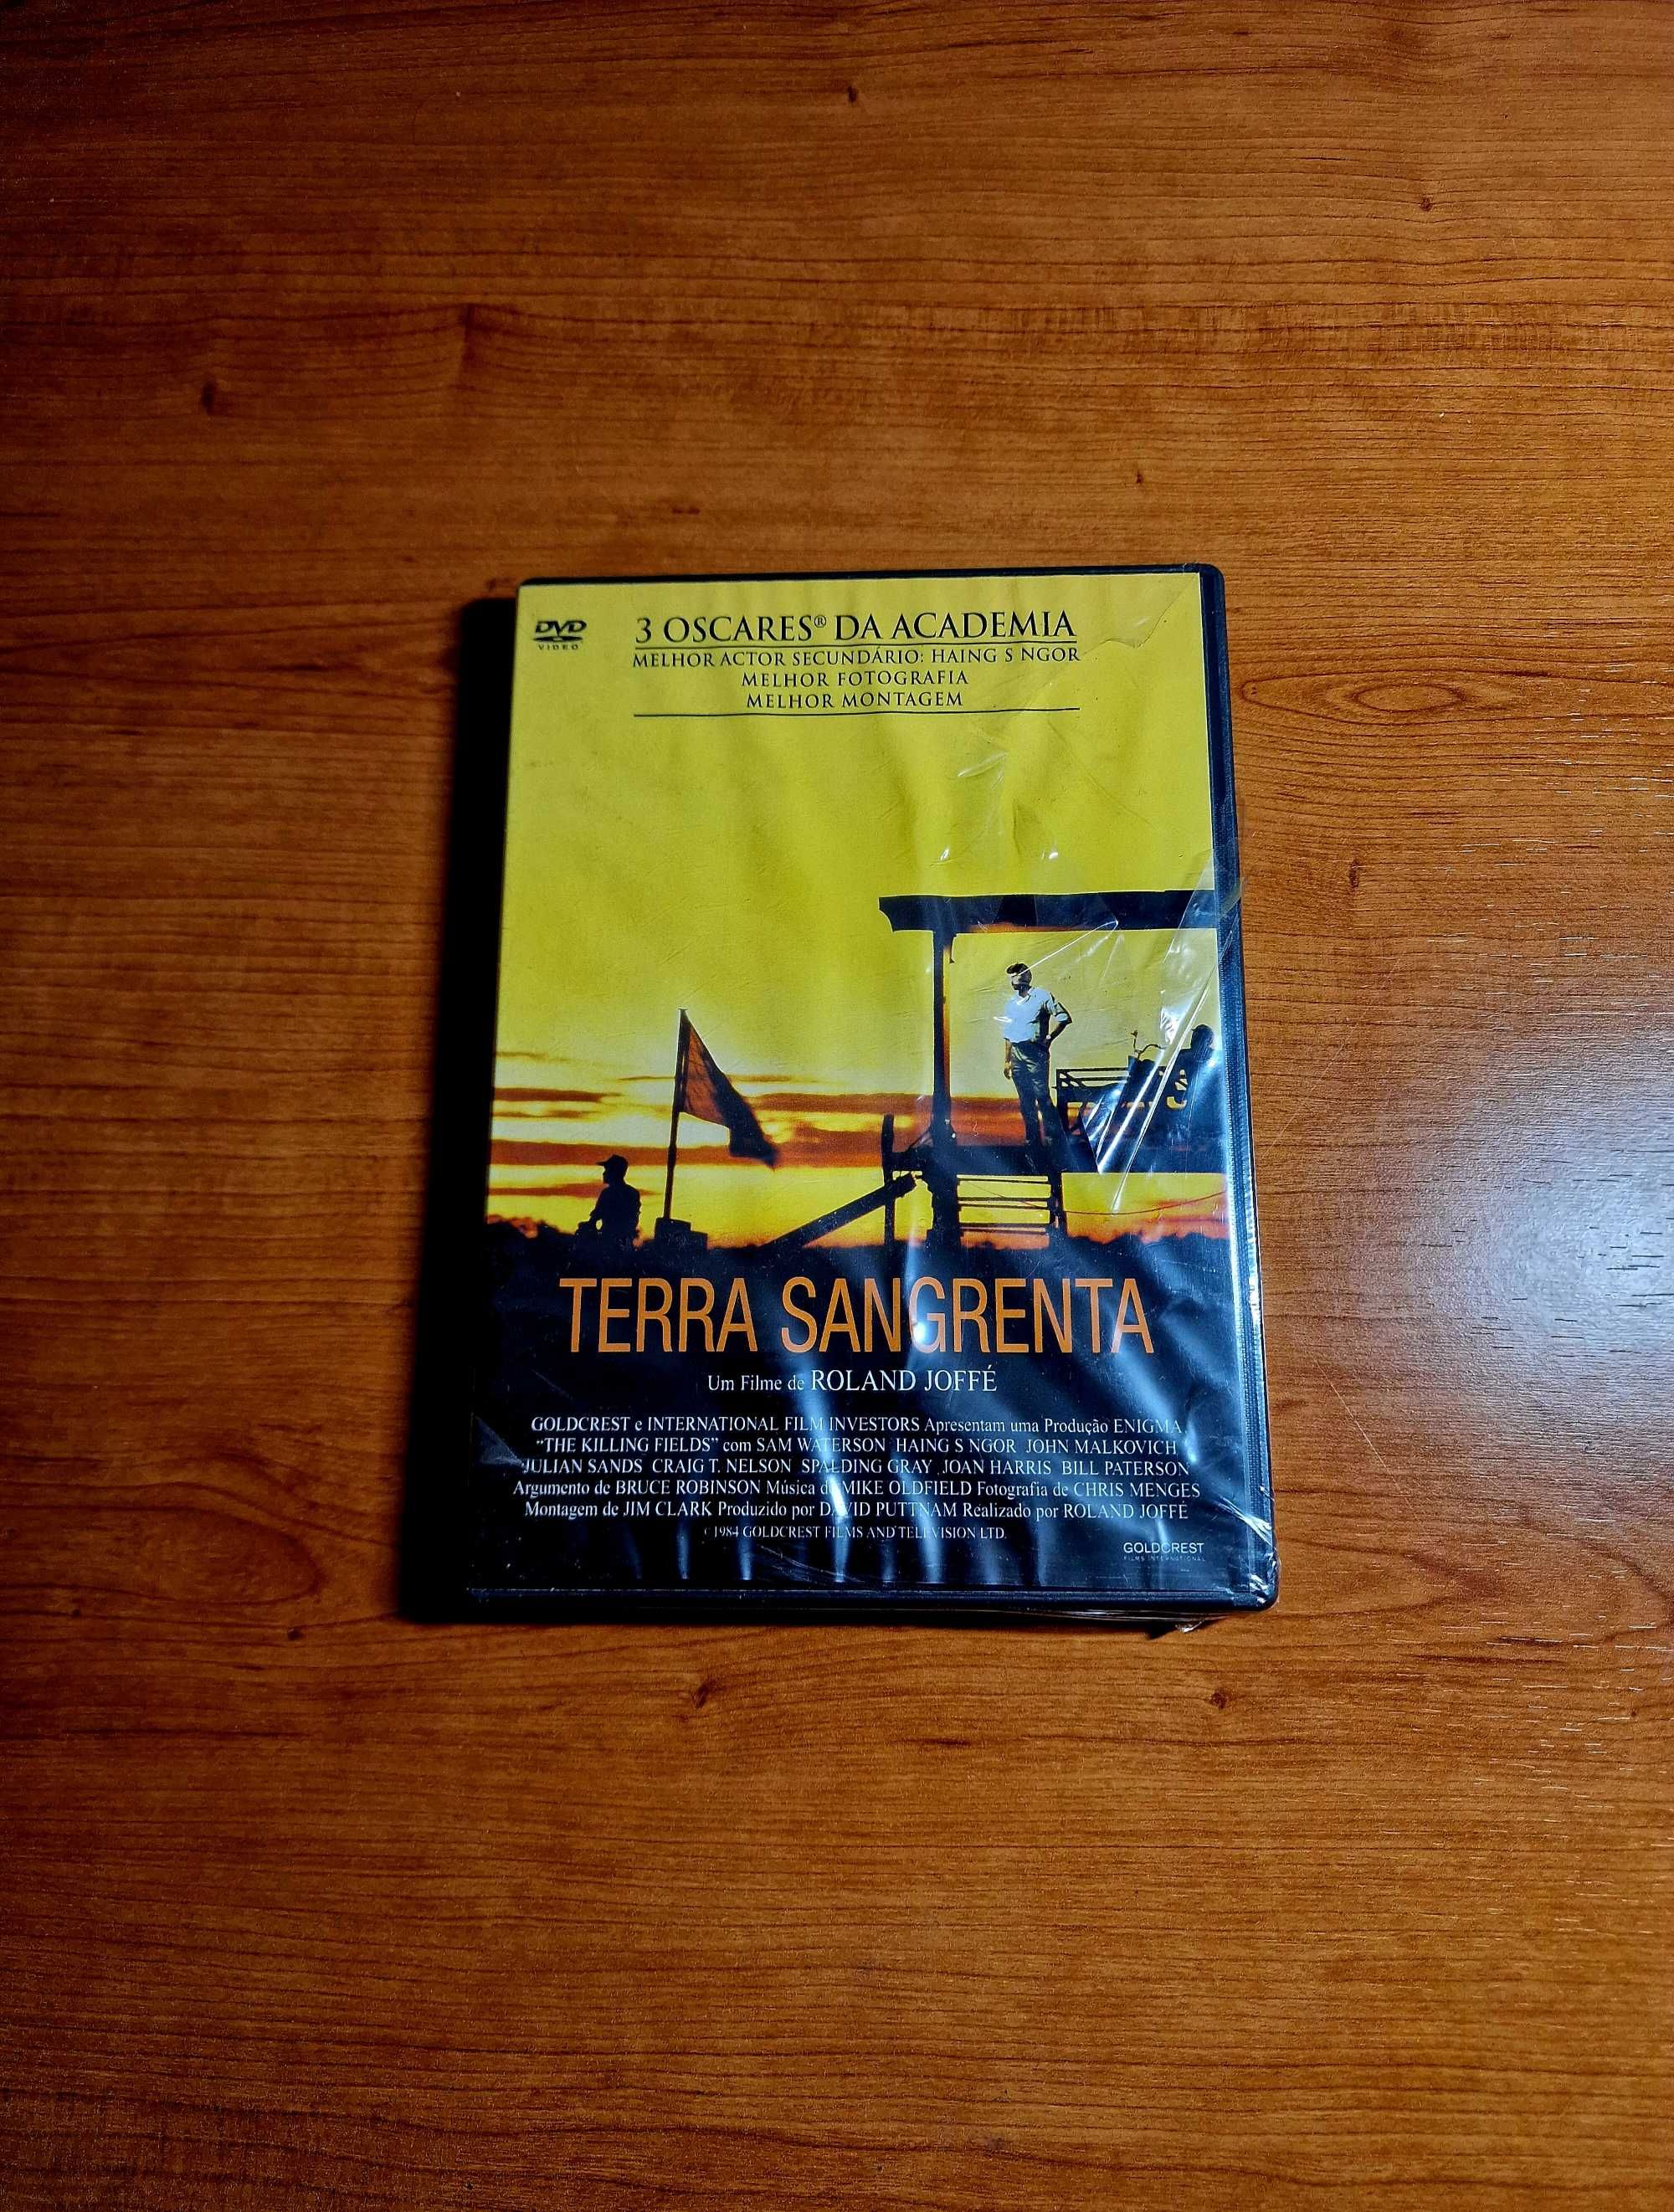 DVD
VIDEO
3 OSCARES® DA ACADEMIA
MELHOR ACTOR SECUNDÁRIO: HAING S NGOR
MELHOR FOTOGRAFIA
MELHOR MONTAGEM
TERRA SANGRENTA
Um Filme de ROLAND JOFFÉ
GOLDCREST e INTERNATIONAL FILM INVESTORS Apresentam uma Produção ENIGMA
"THE KILLING FIELDS" com SAM WATERSON HAING S NGOR JOHN MALKOVICH
JULIAN SANDS CRAIG T. NELSON SPALDING GRAY JOAN HARRIS BILL PATERSON
Argumento de BRUCE ROBINSON Música de MIKE OLDFIELD Fotografia de CHRIS MENGES
Montagem de JIM CLARK Produzido por DAVID PUTTNAM Realizado por ROLAND JOFFÉ
© 1984 GOLDCREST FILMS AND TELEVISION LTD.
GOLDCREST
FILMS INTERNATIONAL